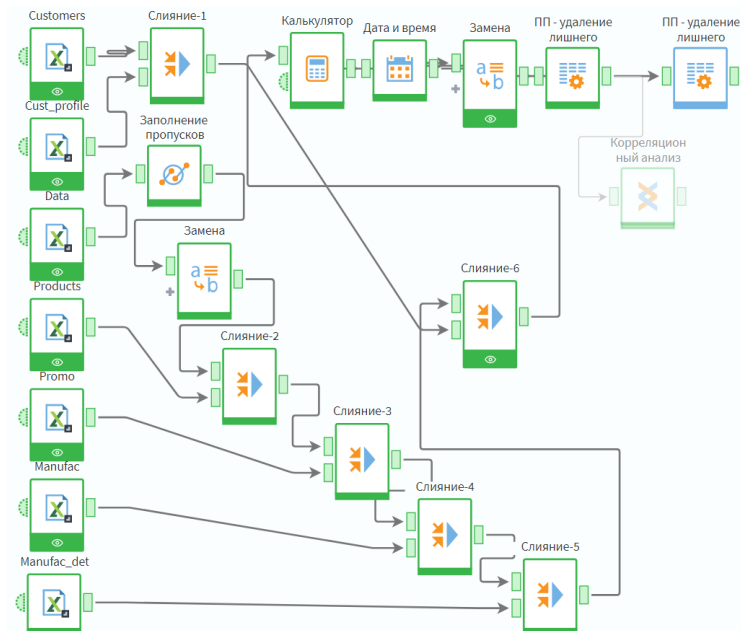 Customers
Слияние-1
Калькулятор
Дата и время
Замена
ПП - удаление
лишнего
ПП - удаление
лишнего
Cust_profile
Заполнение
пропусков
Корреляцион
ный анализ
Data
Замена
Products
Слияние-6
Слияние-2
Promo
Слияние-3
Manufac
Слияние-4
Слияние-5
Manufac_det